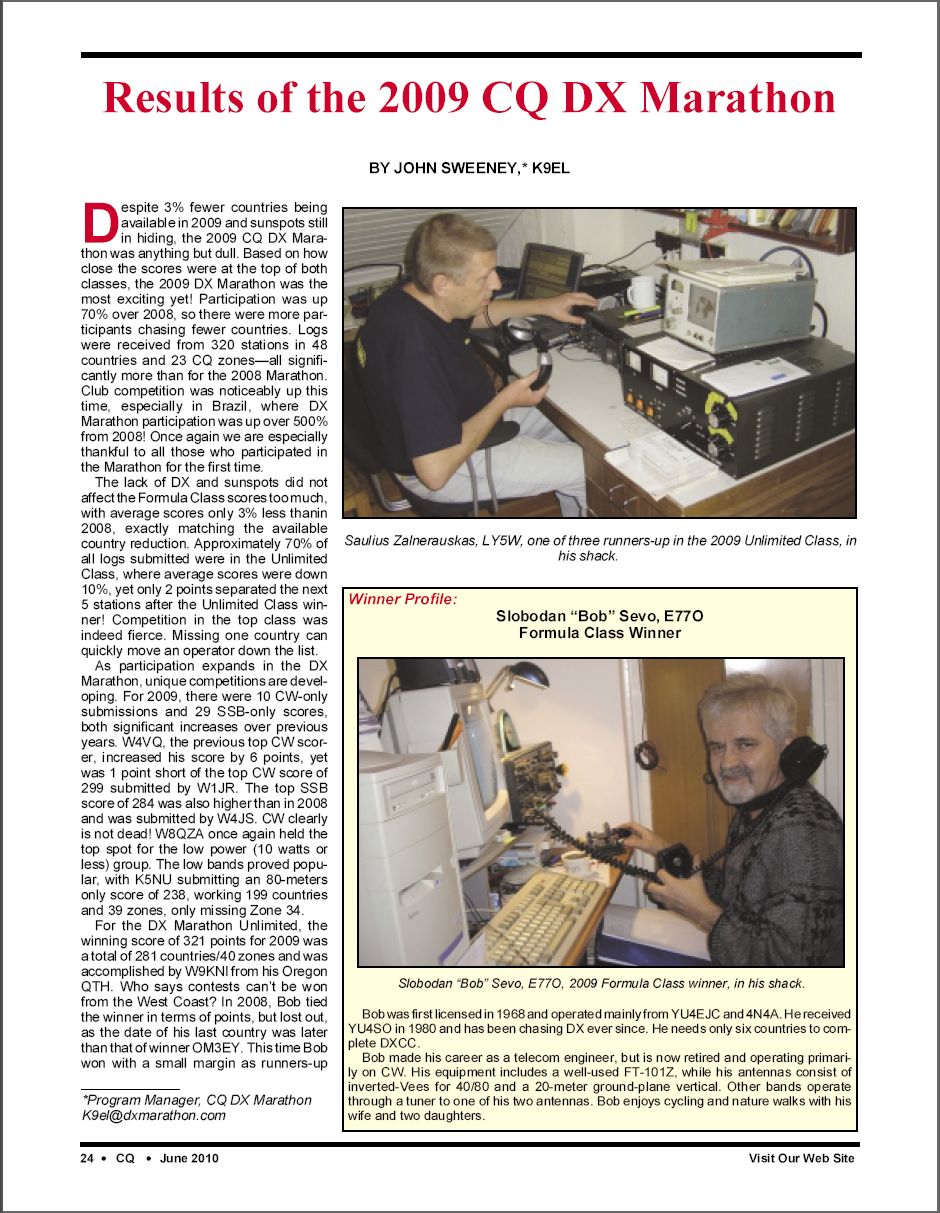 Results of the 2009 CQ DX Marathon
BY JOHN SWEENEY,* K9EL
Despite 3% fewer countries being
available in 2009 and sunspots still
in hiding, the 2009 CQ DX Mara-
thon was anything but dull. Based on how
close the scores were at the top of both
classes, the 2009 DX Marathon was the
most exciting yet! Participation was up
70% over 2008, so there were more par-
ticipants chasing fewer countries. Logs
were received from 320 stations in 48
countries and 23 CQ zones—all signifi-
cantly more than for the 2008 Marathon.
Club competition was noticeably up this
time, especially in Brazil, where DX
Marathon participation was up over 500%
from 2008! Once again we are especially
thankful to all those who participated in
the Marathon for the first time.
The lack of DX and sunspots did not
affect the Formula Class scores too much,
with average scores only 3% less thanin
2008, exactly matching the available
country reduction. Approximately 70% of
all logs submitted were in the Unlimited
Class, where average scores were down
10%, yet only 2 points separated the next
5 stations after the Unlimited Class win-
ner! Competition in the top class was
indeed fierce. Missing one country can
quickly move an operator down the list.
As participation expands in the DX
Marathon, unique competitions are devel-
oping. For 2009, there were 10 CW-only
submissions and 29 SSB-only scores,
both significant increases over previous
years. W4VQ, the previous top CW scor-
er, increased his score by 6 points, yet
was 1 point short of the top CW score of
299 submitted by W1JR. The top SSB
score of 284 was also higher than in 2008
and was submitted by W4JS. CW clearly
is not dead! W8QZA once again held the
top spot for the low power (10 watts or
less) group. The low bands proved popu-
lar, with K5NU submitting an 80-meters
only score of 238, working 199 countries
and 39 zones, only missing Zone 34.
For the DX Marathon Unlimited, the
winning score of 321 points for 2009 was
a total of 281 countries/40 zones and was
accomplished by W9KNI from his Oregon
QTH. Who says contests can't be won
from the West Coast? In 2008, Bob tied
the winner in terms of points, but lost out,
as the date of his last country was later
than that of winner OM3EY. This time Bob
won with a small margin as runners-up
*Program Manager, CQ DX Marathon
K9el@dxmarathon.com
Saulius Zalnerauskas, LY5W, one of three runners-up in the 2009 Unlimited Class, in
his shack.
Winner Profile:
Slobodan “Bob” Sevo, E77O
Formula Class Winner
Slobodan “Bob” Sevo, E77O, 2009 Formula Class winner, in his shack.
Bob was first licensed in 1968 and operated mainly from YU4EJC and 4N4A. He received
YU4SO in 1980 and has been chasing DX ever since. He needs only six countries to com-
plete DXCC.
Bob made his career as a telecom engineer, but is now retired and operating primari-
ly on CW. His equipment includes a well-used FT-101Z, while his antennas consist of
inverted-Vees for 40/80 and a 20-meter ground-plane vertical. Other bands operate
through a tuner to one of his two antennas. Bob enjoys cycling and nature walks with his
wife and two daughters.
24 • CQ • June 2010
Visit Our Web Site